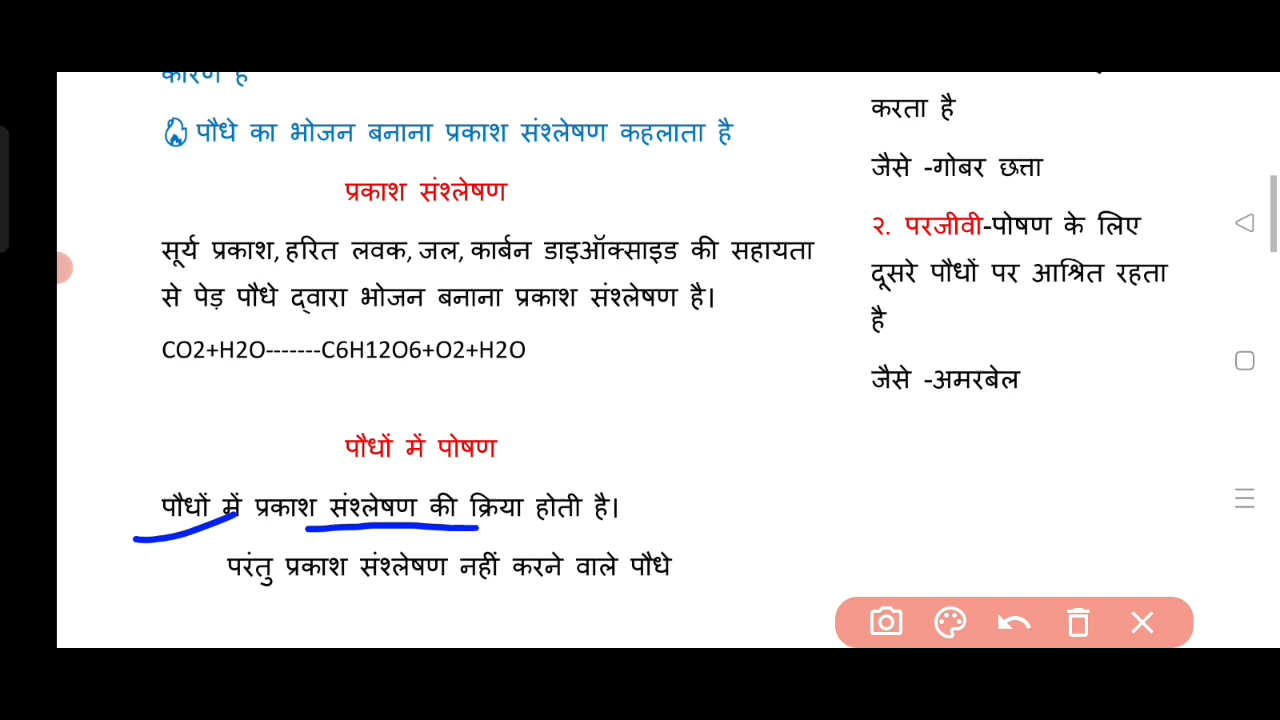 पौधे का भोजन बनाना प्रकाश संश्लेषण कहलाता है
प्रकाश संश्लेषण
सूर्य प्रकाश, हरित लवक, जल, कार्बन डाइऑक्साइड की सहायता
से पेड़ पौधे द्वारा भोजन बनाना प्रकाश संश्लेषण है।
CO2+H2O-------C6H12O6+O2+H2O
पौधों में पोषण
पौधों में प्रकाश संश्लेषण की क्रिया होती है।
परंतु प्रकाश संश्लेषण नहीं करने वाले पौधे
करता है
जैसे -गोबर छत्ता
२. परजीवी-पोषण के लिए
दूसरे पौधों पर आश्रित रहता
है
जैसे -अमरबेल